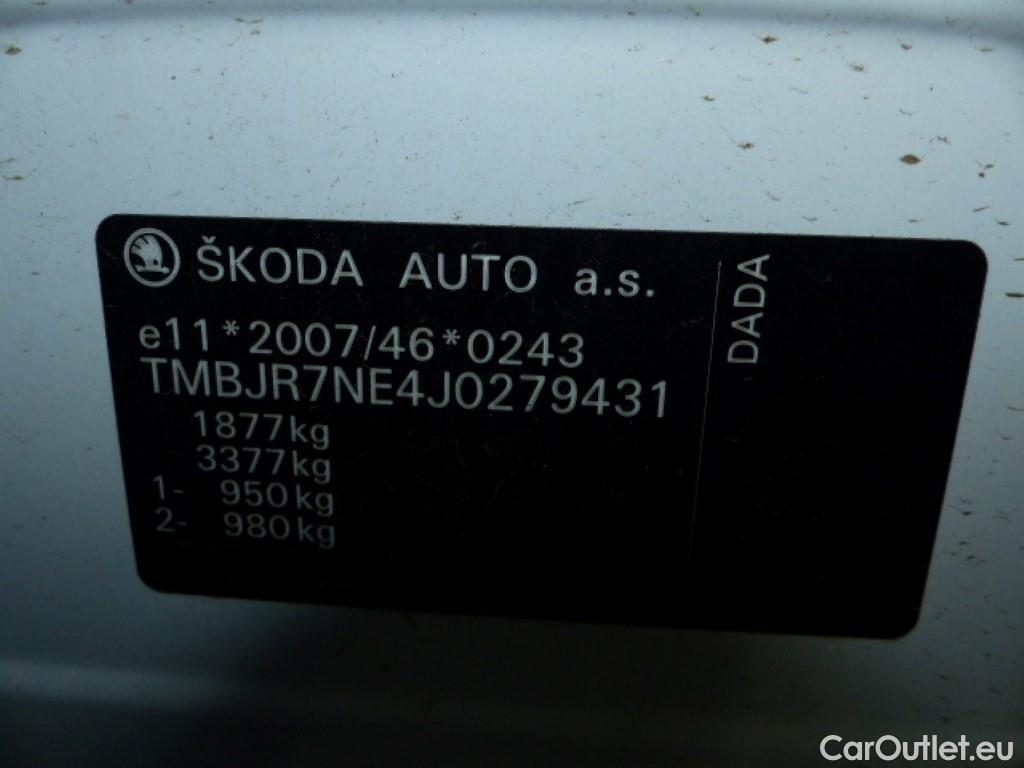 ŠKODA AUTO a.s.
e11*2007/46*0243
TMBJR7NE4J0279431
1877kg
3377kg
1- 950kg
2- 980kg
DADA
CarOutlet.eu